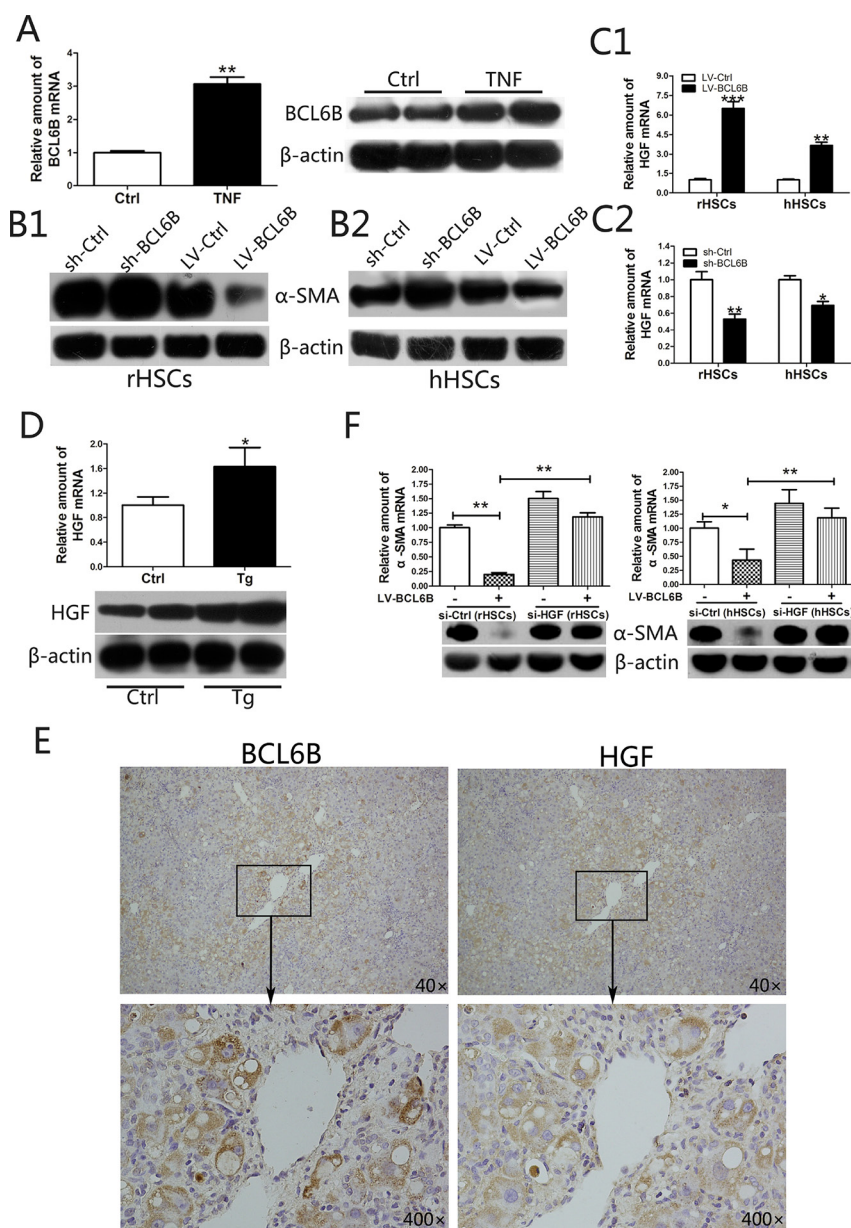 A
Relative amount of
BCL6B mRNA
4
3
2
1
0
**
Ctrl
TNF
Ctrl
TNF
BCL6B
β-actin
C1
LV-Ctrl
LV-BCL6B
Relative amount of
HGF mRNA
9.0
7.5
6.0
4.5
3.0
1.5
0.0
***
**
rHSCs
hHSCs
B1
sh-Ctrl
sh-BCL6B
LV-Ctrl
LV-BCL6B
α-SMA
β-actin
rHSCs
B2
sh-Ctrl
sh-BCL6B
LV-Ctrl
LV-BCL6B
hHSCs
C2
sh-Ctrl
sh-BCL6B
Relative amount of
HGF mRNA
1.4
1.2
1.0
0.8
0.6
0.4
0.2
0.0
**
*
rHSCs
hHSCs
D
Relative amount of
HGF mRNA
2.0
1.6
1.2
0.8
0.4
0.0
*
Ctrl
Tg
HGF
β-actin
Ctrl
Tg
F
Relative amount of
α -SMA mRNA
2.00
1.75
1.50
1.25
1.00
0.75
0.50
0.25
0.00
**
**
LV-BCL6B
- + - +
si-Ctrl (rHSCs) si-HGF (rHSCs)
Relative amount of
α -SMA mRNA
2.00
1.75
1.50
1.25
1.00
0.75
0.50
0.25
0.00
*
**
LV-BCL6B
- + - +
si-Ctrl (hHSCs) si-HGF (hHSCs)
α-SMA
β-actin
E
BCL6B
HGF
40×
40×
400×
400×